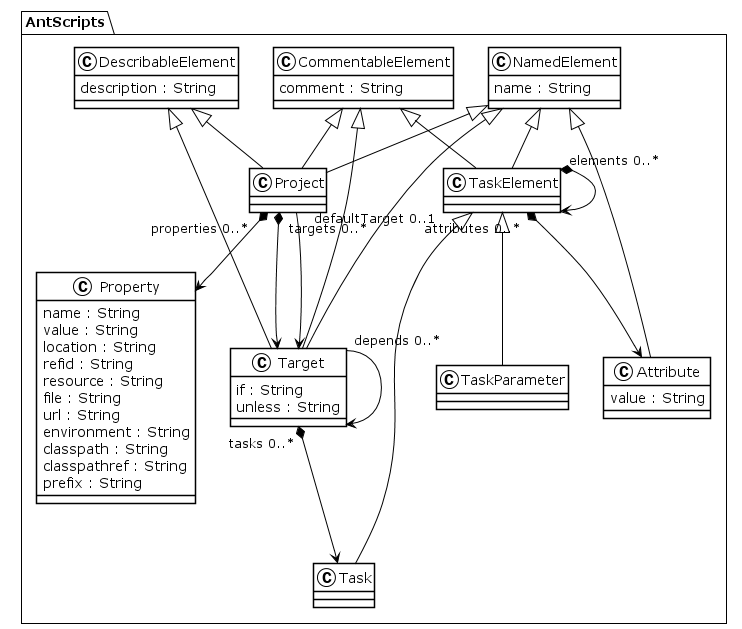 AntScripts
C DescribableElement
description : String
C CommentableElement
comment : String
C NamedElement
name : String
elements 0..*
C Project
C TaskElement
properties 0..*
targets 0..*
defaultTarget 0..1
attributes 0..*
C Property
name : String
value : String
location : String
refid : String
resource : String
file : String
url : String
environment : String
classpath : String
classpathref : String
prefix : String
depends 0..*
C Target
if : String
unless : String
C TaskParameter
C Attribute
value : String
tasks 0..*
C Task